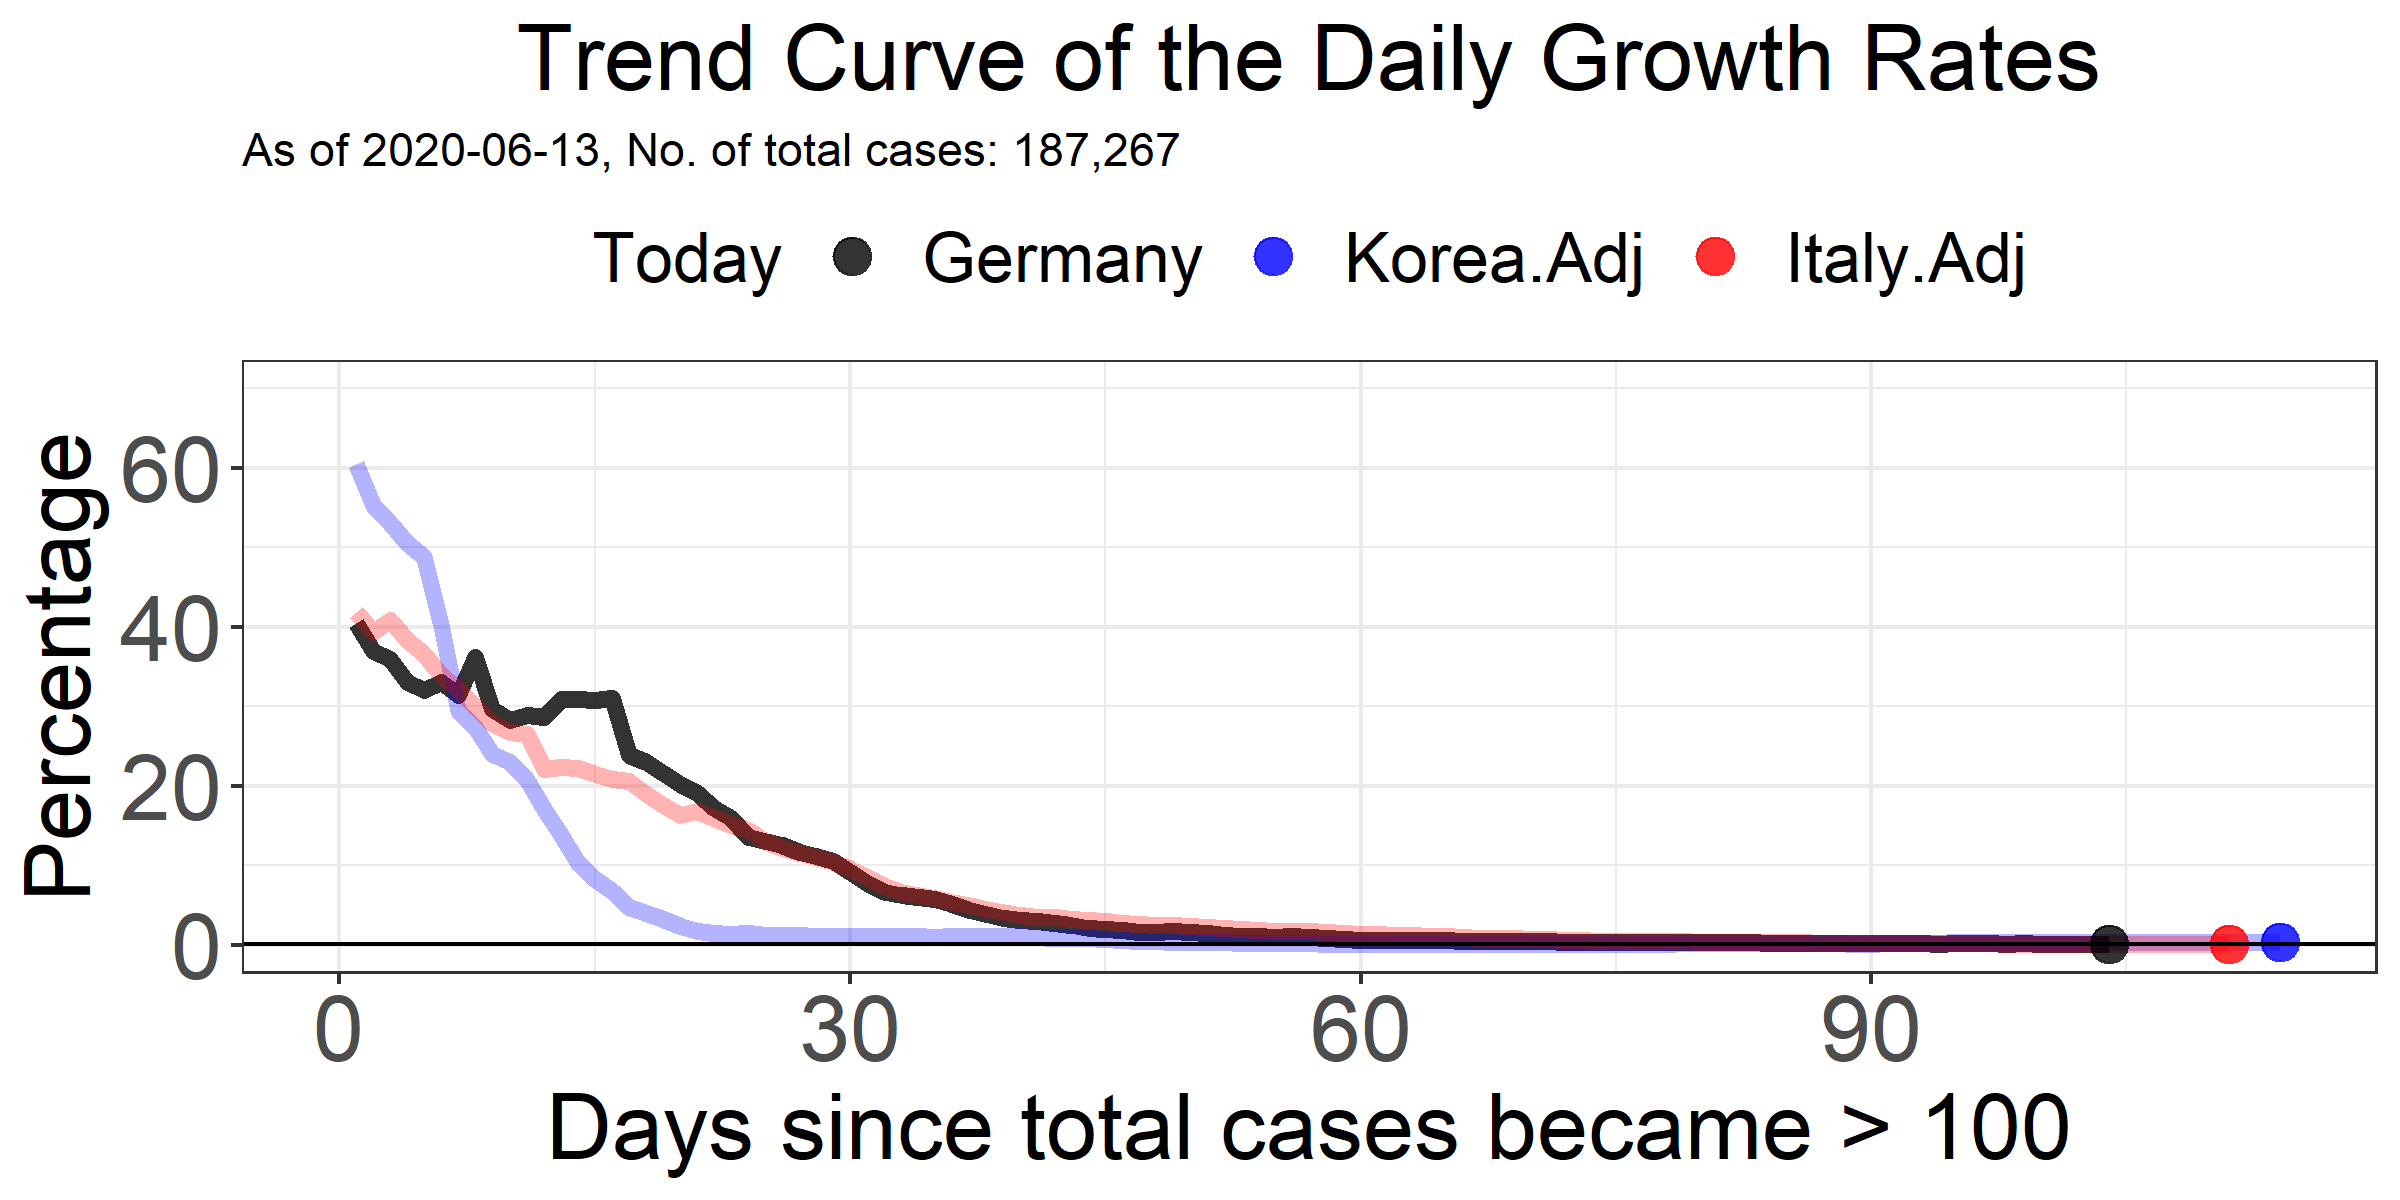 Trend Curve of the Daily Growth Rates
As of 2020-06-13, No. of total cases: 187,267
Today Germany Korea.Adj Italy.Adj
Percentage
60
40
20
0
0 30 60 90
Days since total cases became > 100